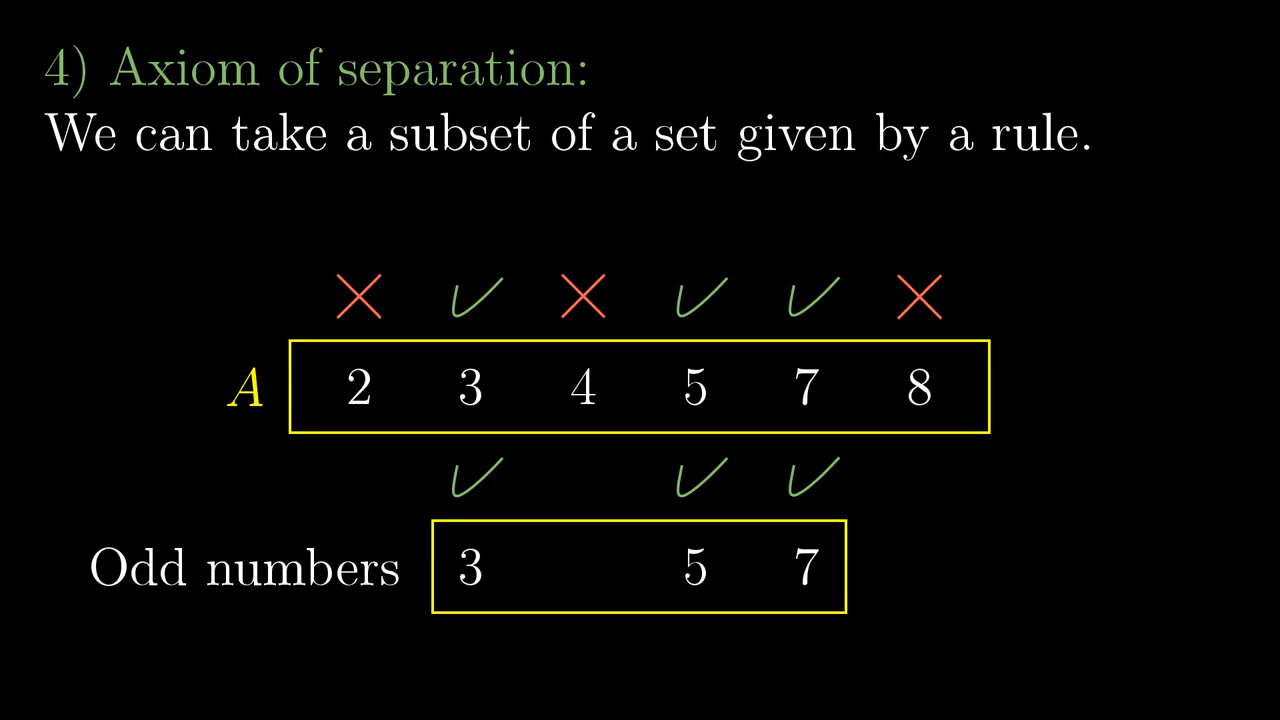 4) Axiom of separation:
We can take a subset of a set given by a rule.
A 2 3 4 5 7 8
Odd numbers 3 5 7